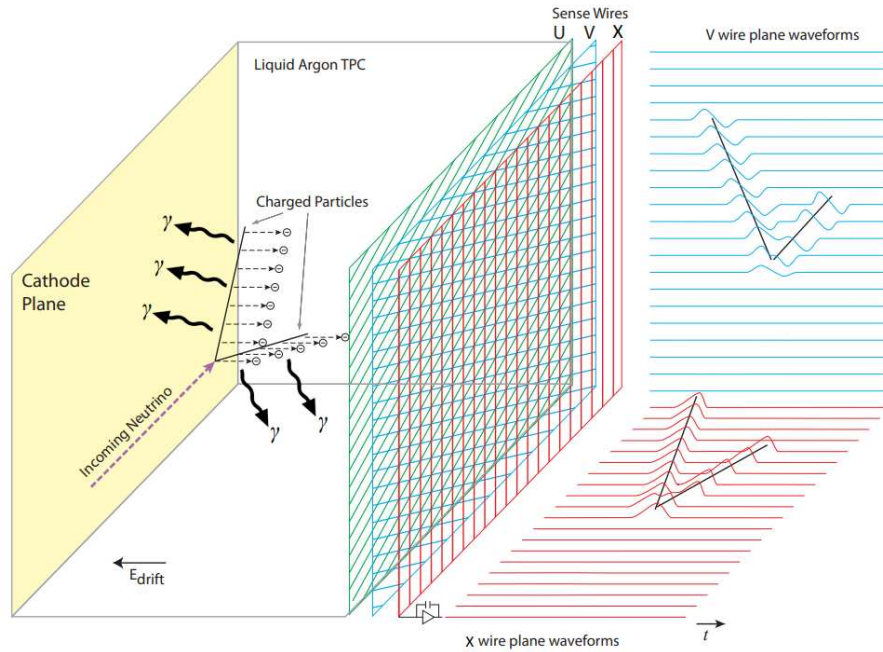 Sense Wires
U V X
V wire plane waveforms
Liquid Argon TPC
Charged Particles
γ
γ
γ
Cathode
Plane
γ
γ
Incoming Neutrino
E drift
t
X wire plane waveforms